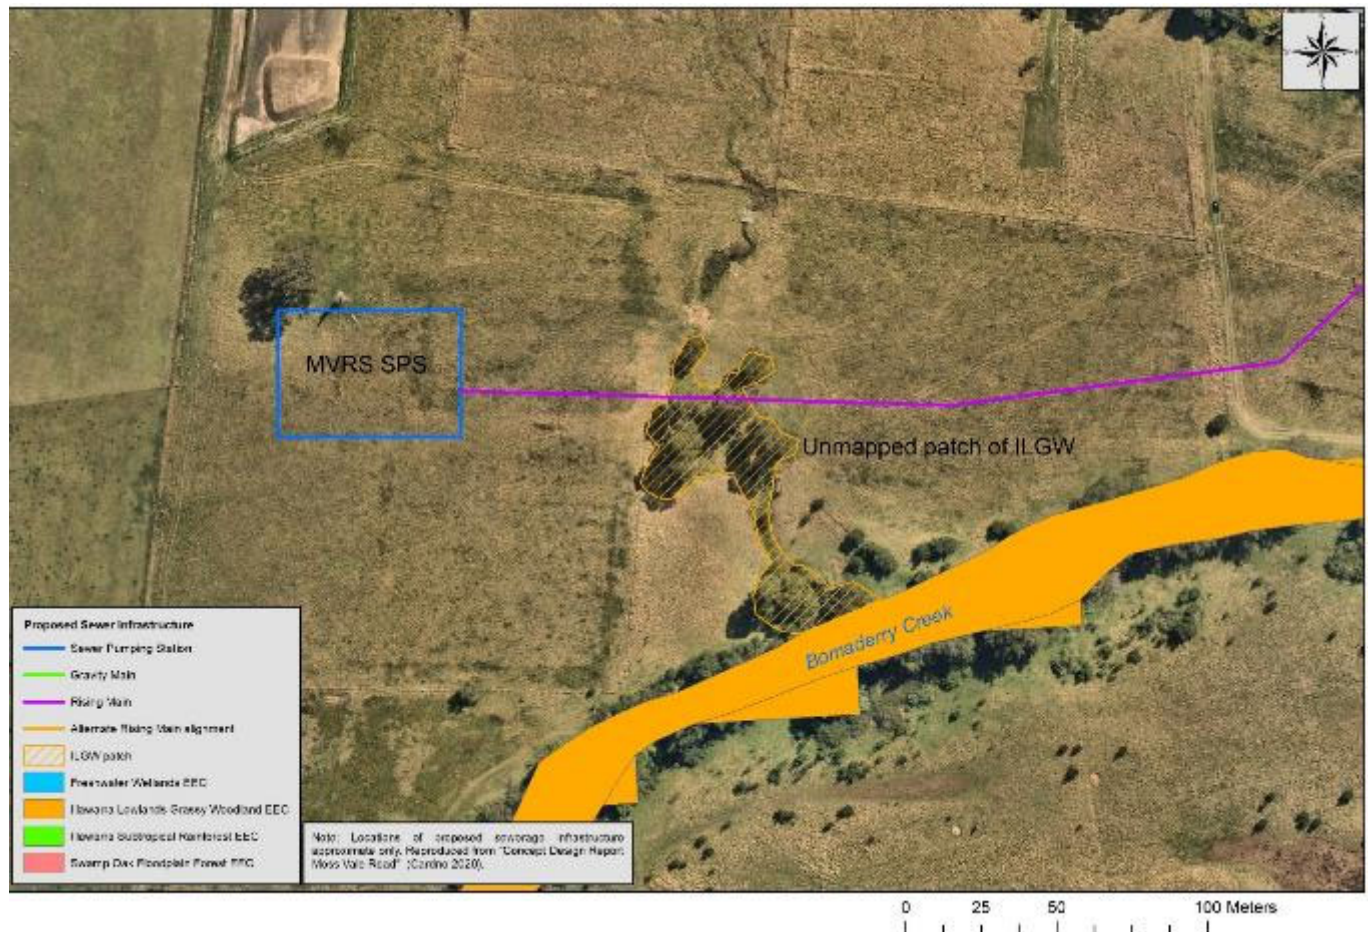 MVRS SPS
Unmapped patch of ILGW
Bomaderry Creek
Proposed Sewer Infrastructure
Sewer Pumping Station
Gravity Main
Rising Main
Alternate Rising Main alignment
ILGW patch
Freshwater Wetlands EEC
Illawarra Lowlands Grassy Woodland EEC
Illawarra Subtropical Rainforest EEC
Swamp Oak Floodplain Forest EEC
Note: Locations of proposed sewerage infrastructure
approximate only. Reproduced from "Concept Design Report
Moss Vale Road" (Cardno 2020).
0 25 50 100 Meters